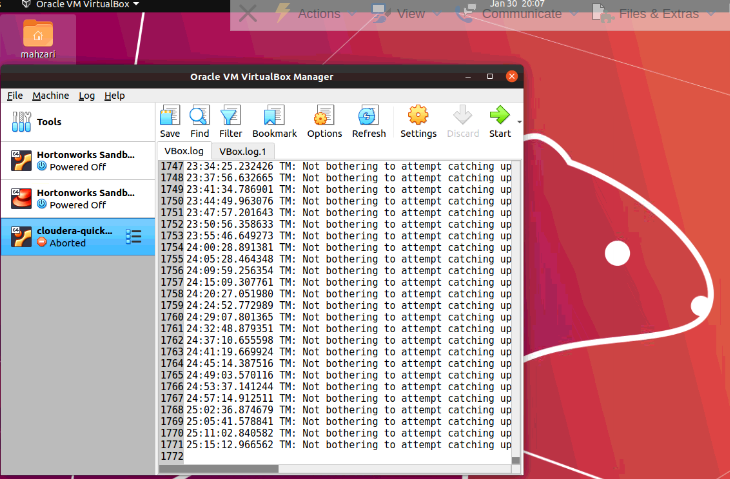 Oracle VM VirtualBox
Jan 30 20:07
Actions
View
Communicate
Files & Extras
mahzari
Oracle VM VirtualBox Manager
File Machine Log Help
Tools
Save Find Filter Bookmark Options Refresh Settings Discard Start
VBox.log VBox.log.1
64 Hortonworks Sandb...
Powered Off
64 Hortonworks Sandb...
Powered Off
64 cloudera-quick...
Aborted
1747 23:34:25.232426 TM: Not bothering to attempt catching up
1748 23:37:56.632665 TM: Not bothering to attempt catching up
1749 23:41:34.786901 TM: Not bothering to attempt catching up
1750 23:44:49.963076 TM: Not bothering to attempt catching up
1751 23:47:57.201643 TM: Not bothering to attempt catching up
1752 23:50:56.358633 TM: Not bothering to attempt catching up
1753 23:55:46.649273 TM: Not bothering to attempt catching up
1754 24:00:28.891381 TM: Not bothering to attempt catching up
1755 24:05:28.464348 TM: Not bothering to attempt catching up
1756 24:09:59.256354 TM: Not bothering to attempt catching up
1757 24:15:09.307761 TM: Not bothering to attempt catching up
1758 24:20:27.051980 TM: Not bothering to attempt catching up
1759 24:24:52.772989 TM: Not bothering to attempt catching up
1760 24:29:07.801365 TM: Not bothering to attempt catching up
1761 24:32:48.879351 TM: Not bothering to attempt catching up
1762 24:37:10.655598 TM: Not bothering to attempt catching up
1763 24:41:19.669924 TM: Not bothering to attempt catching up
1764 24:45:14.387516 TM: Not bothering to attempt catching up
1765 24:49:03.570116 TM: Not bothering to attempt catching up
1766 24:53:37.141244 TM: Not bothering to attempt catching up
1767 24:57:14.912511 TM: Not bothering to attempt catching up
1768 25:02:36.874679 TM: Not bothering to attempt catching up
1769 25:05:41.578841 TM: Not bothering to attempt catching up
1770 25:11:02.840582 TM: Not bothering to attempt catching up
1771 25:15:12.966562 TM: Not bothering to attempt catching up
1772